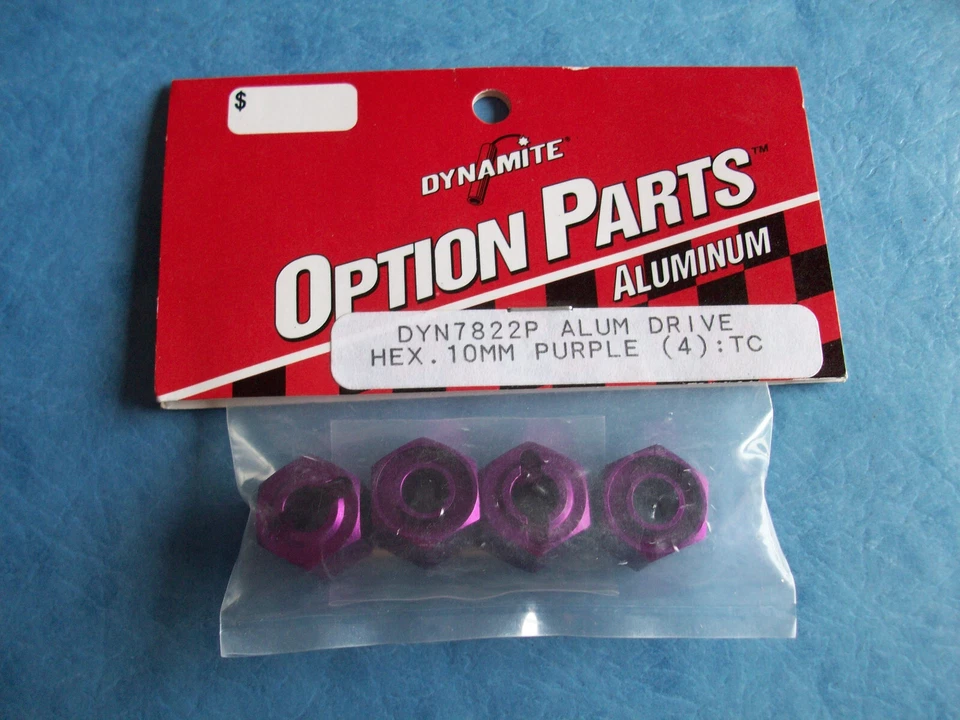 $
DYNAMITE®
OPTION PARTS™
ALUMINUM
DYN7822P ALUM DRIVE
HEX.10MM PURPLE (4):TC